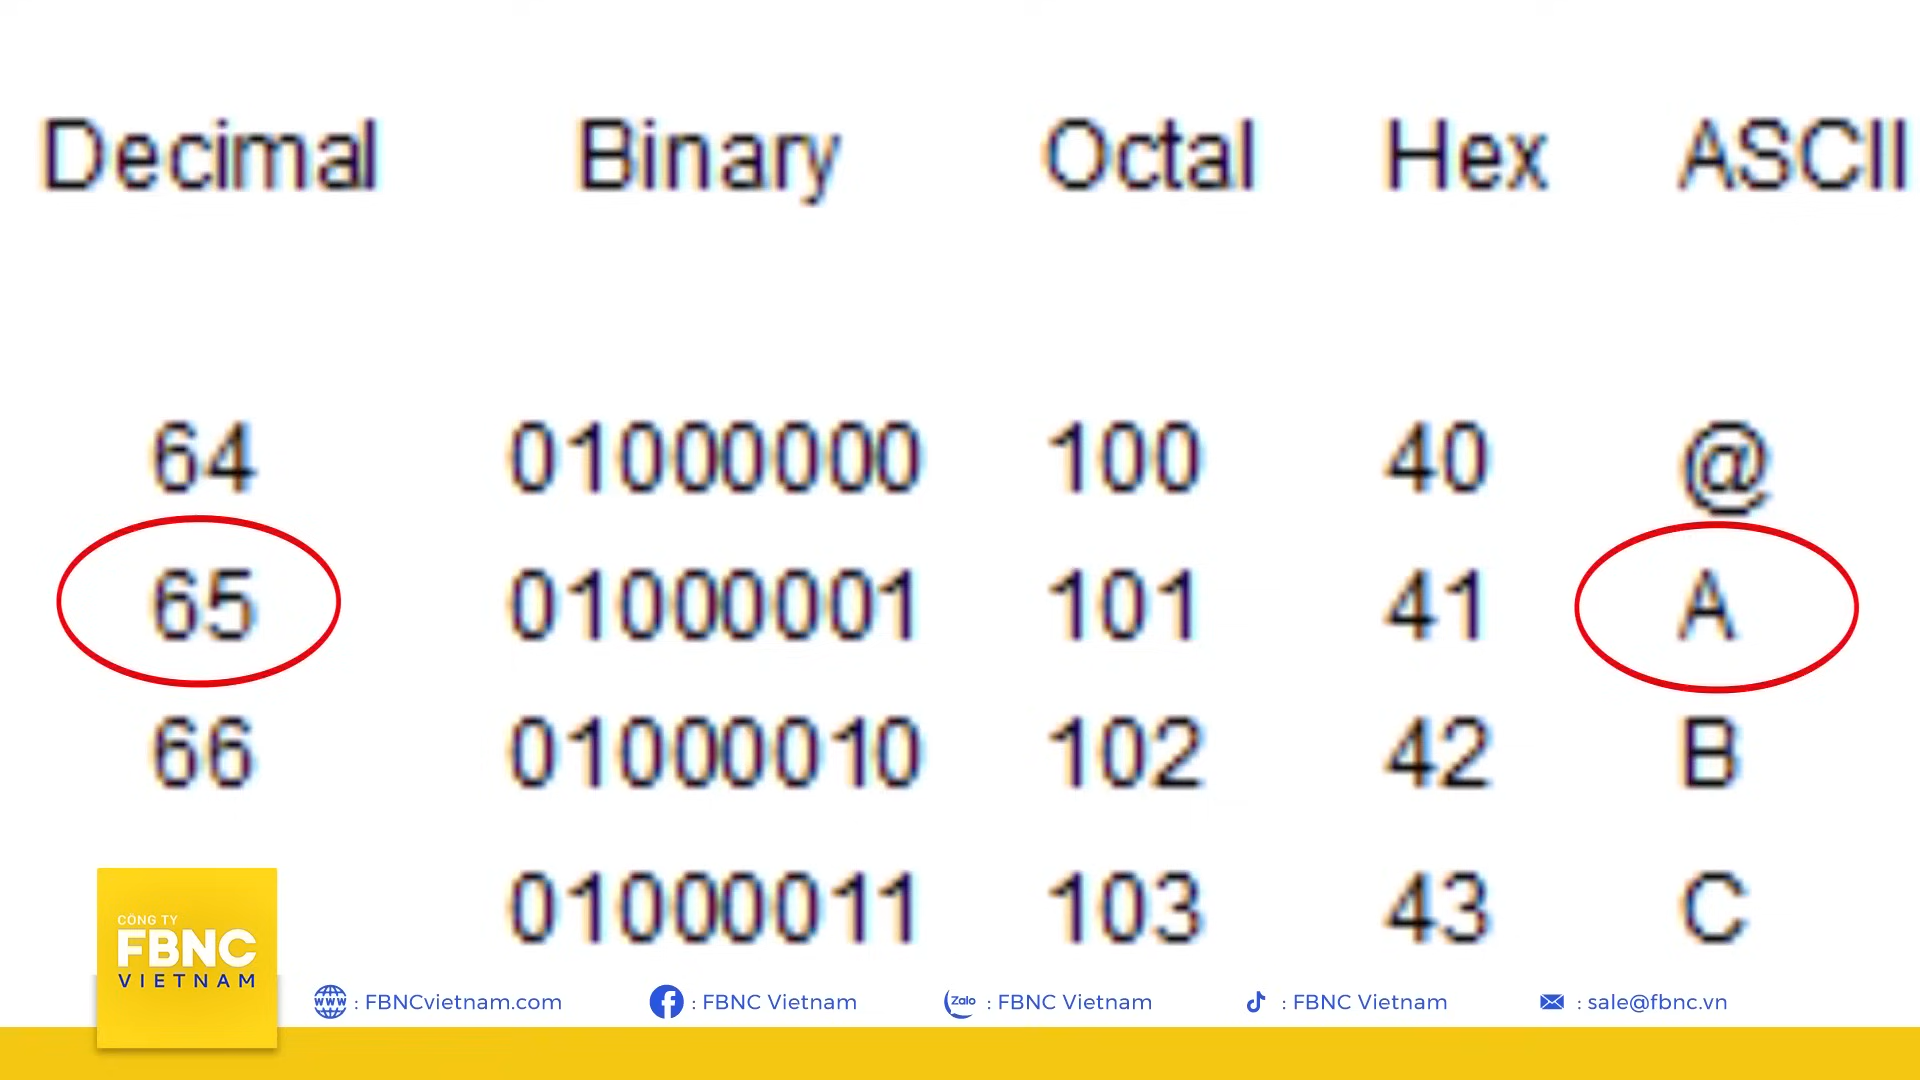 Decimal Binary Octal Hex ASCII
64 01000000 100 40 @
65 01000001 101 41 A
66 01000010 102 42 B
01000011 103 43 C
CÔNG TY
FBNC
VIETNAM
www : FBNCvietnam.com : FBNC Vietnam Zalo : FBNC Vietnam : FBNC Vietnam : sale@fbnc.vn